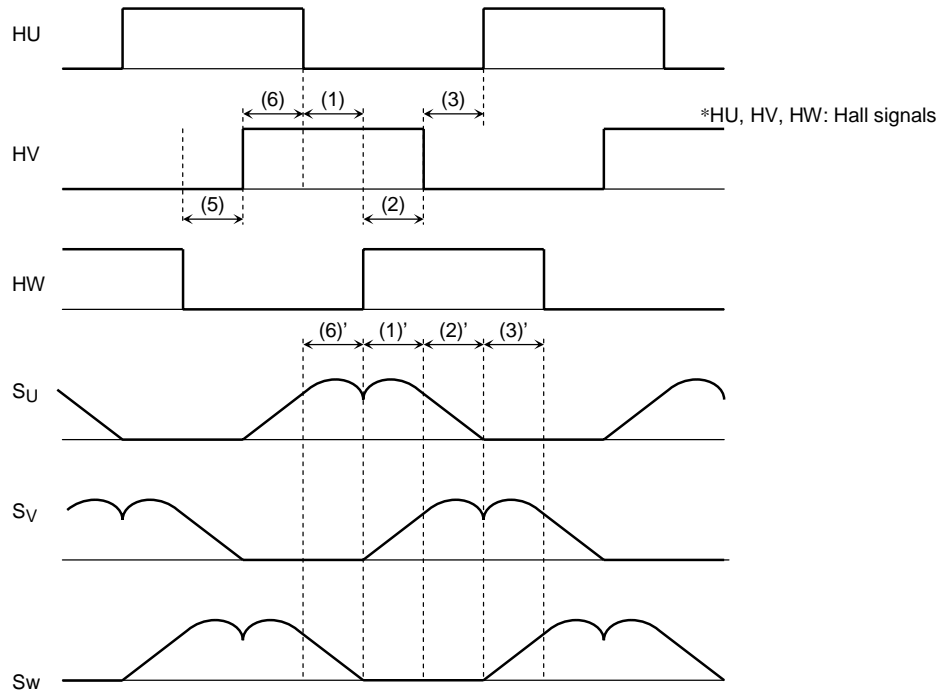 HU
(6) (1) (3)
*HU, HV, HW: Hall signals
HV
(5) (2)
HW
(6)’ (1)’ (2)’ (3)’
SU
SV
Sw